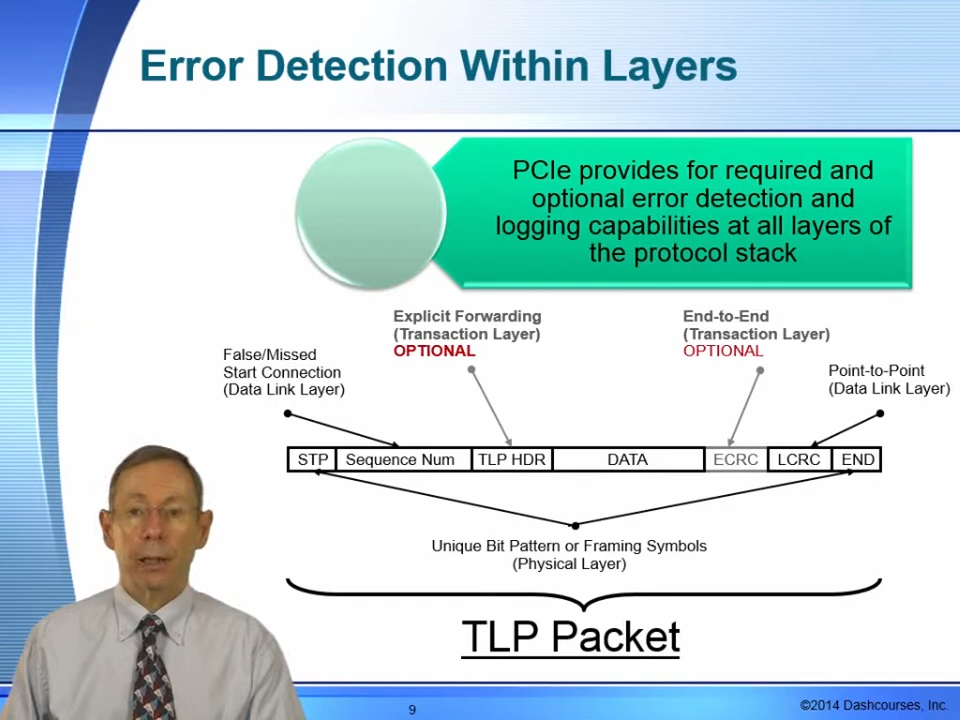 Error Detection Within Layers
PCIe provides for required and
optional error detection and
logging capabilities at all layers of
the protocol stack
Explicit Forwarding
(Transaction Layer)
OPTIONAL
End-to-End
(Transaction Layer)
OPTIONAL
False/Missed
Start Connection
(Data Link Layer)
Point-to-Point
(Data Link Layer)
STP Sequence Num TLP HDR DATA ECRC LCRC END
Unique Bit Pattern or Framing Symbols
(Physical Layer)
TLP Packet
9
©2014 Dashcourses, Inc.